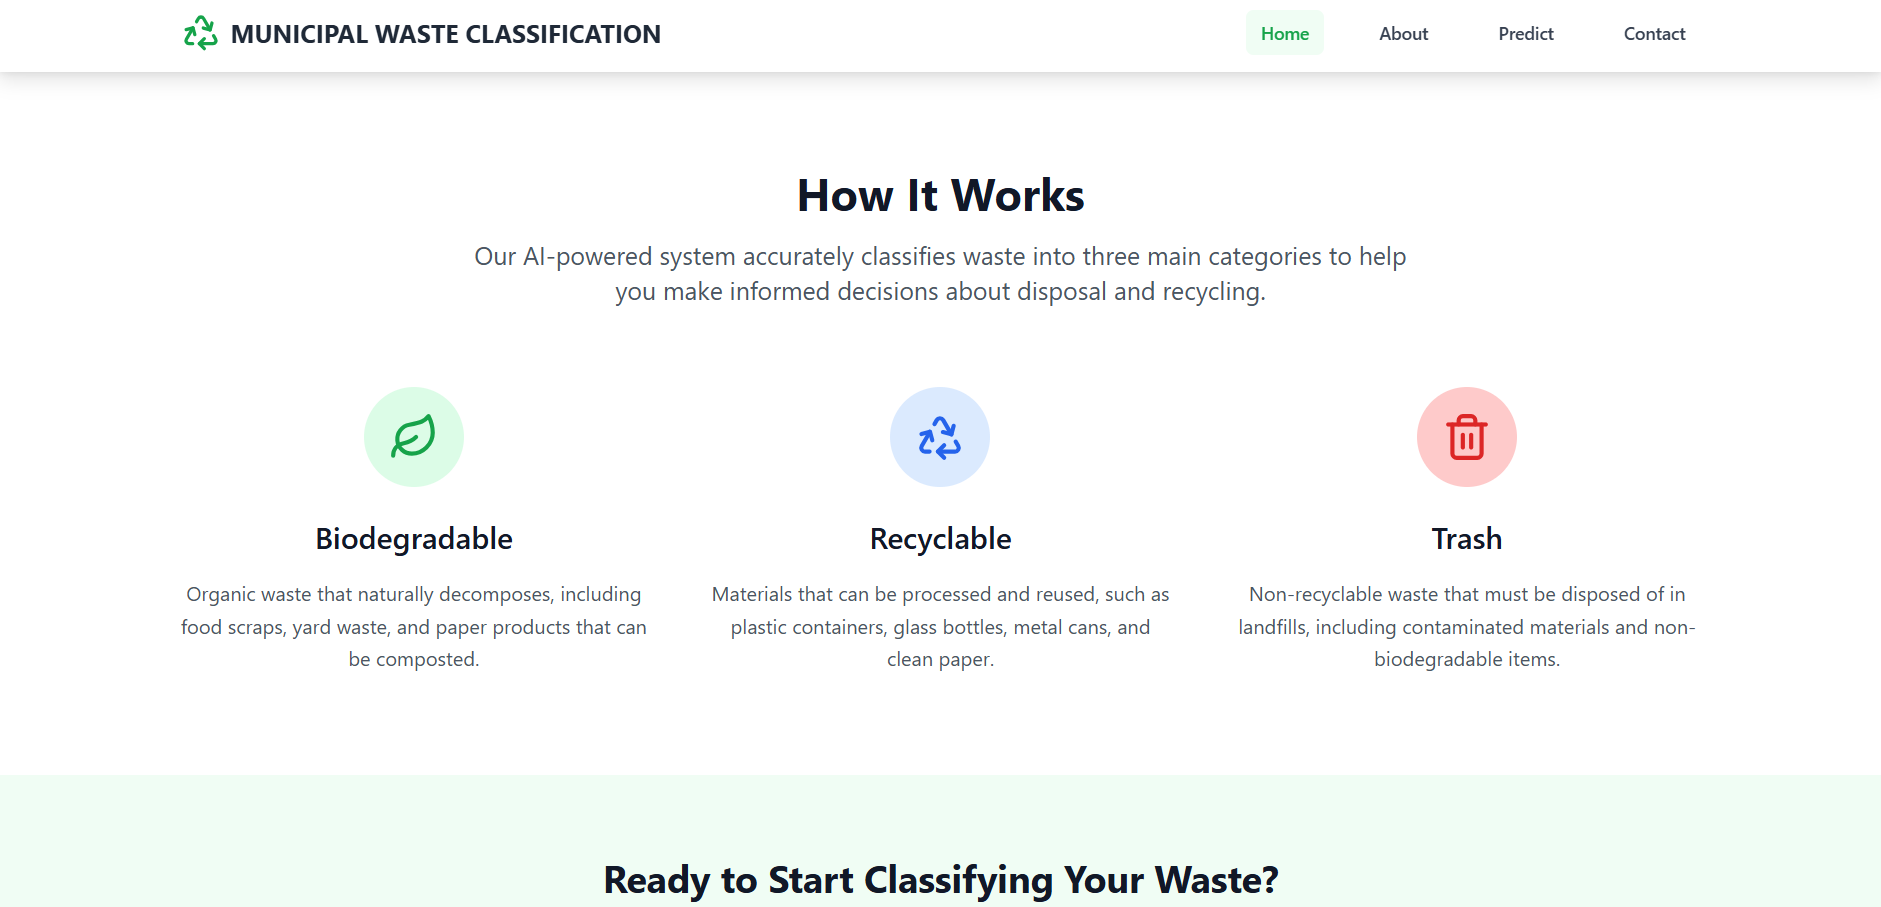 MUNICIPAL WASTE CLASSIFICATION
Home
About
Predict
Contact
How It Works
Our AI-powered system accurately classifies waste into three main categories to help
you make informed decisions about disposal and recycling.
Biodegradable
Organic waste that naturally decomposes, including
food scraps, yard waste, and paper products that can
be composted.
Recyclable
Materials that can be processed and reused, such as
plastic containers, glass bottles, metal cans, and
clean paper.
Trash
Non-recyclable waste that must be disposed of in
landfills, including contaminated materials and non-
biodegradable items.
Ready to Start Classifying Your Waste?